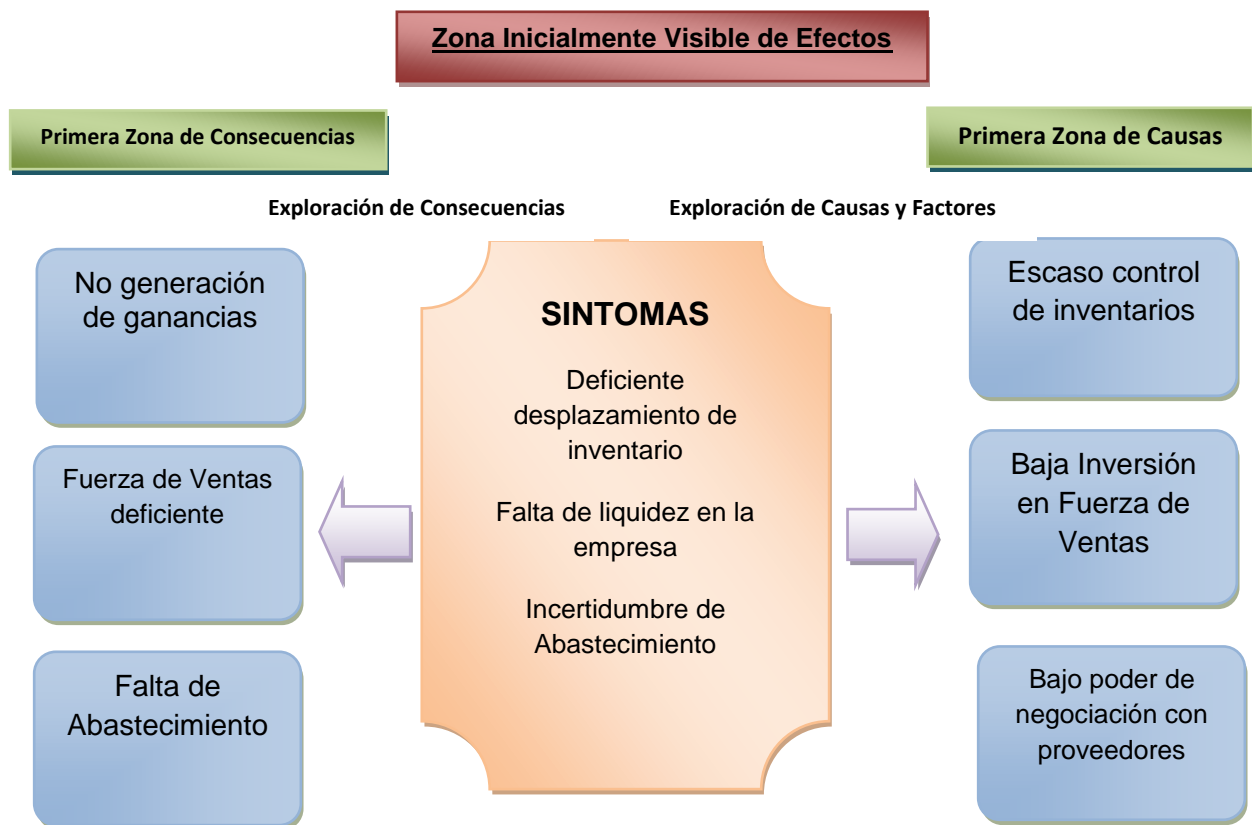 Zona Inicialmente Visible de Efectos
Primera Zona de Consecuencias
Primera Zona de Causas
Exploración de Consecuencias
Exploración de Causas y Factores
No generación
de ganancias
Fuerza de Ventas
deficiente
Falta de
Abastecimiento
SINTOMAS
Deficiente
desplazamiento de
inventario
Falta de liquidez en la
empresa
Incertidumbre de
Abastecimiento
Escaso control
de inventarios
Baja Inversión
en Fuerza de
Ventas
Bajo poder de
negociación con
proveedores